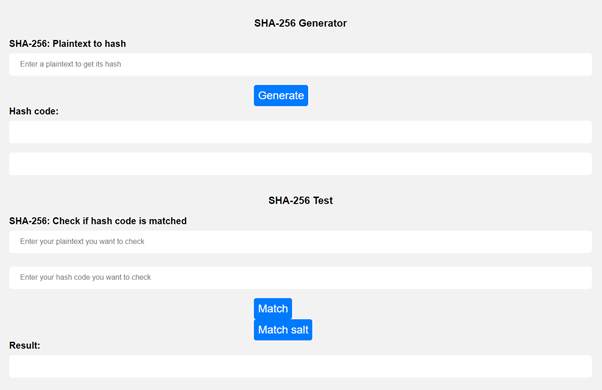 SHA-256 Generator
SHA-256: Plaintext to hash
Enter a plaintext to get its hash
Generate
Hash code:
SHA-256 Test
SHA-256: Check if hash code is matched
Enter your plaintext you want to check
Enter your hash code you want to check
Match
Match salt
Result: